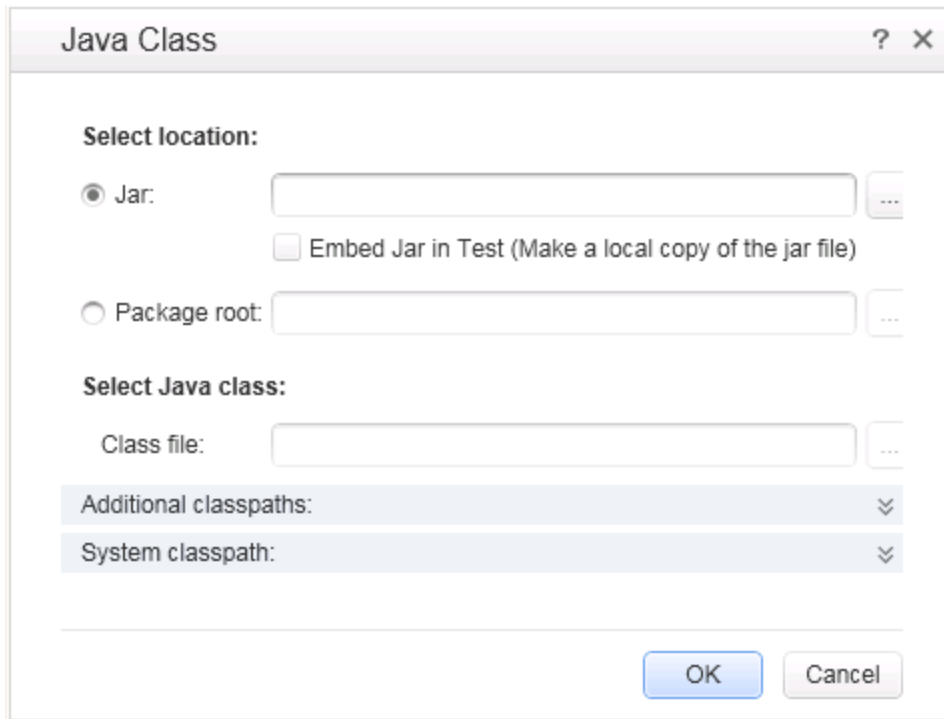 Java Class ?
Select location:
Jar: ...
Embed Jar in Test (Make a local copy of the jar file)
Package root: ...
Select Java class:
Class file: ...
Additional classpaths:
System classpath:
OK Cancel